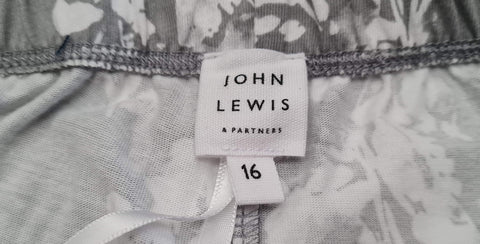 JOHN
LEWIS
& PARTNERS
16